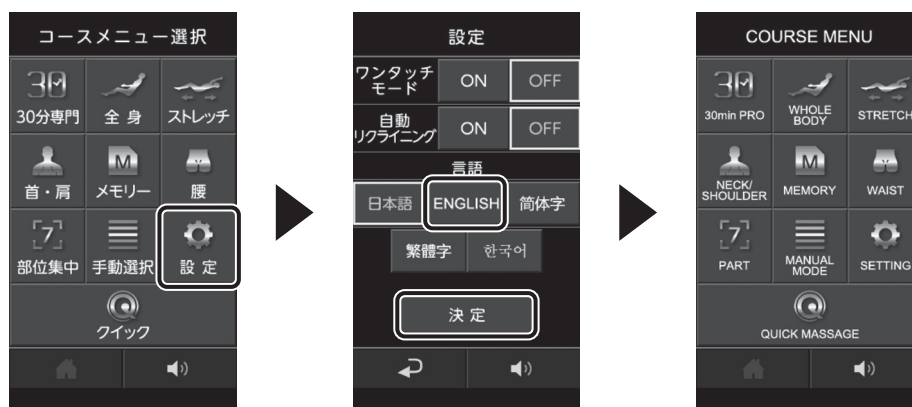 コースメニュー選択
30
30分専門
全身
ストレッチ
首・肩
M
メモリー
腰
7
部位集中
手動選択
設定
クイック
設定
ワンタッチ
モード
ON
OFF
自動
リクライニング
ON
OFF
言語
日本語
ENGLISH
简体字
繁體字
한국어
決定
COURSE MENU
30
30min PRO
WHOLE
BODY
STRETCH
NECK/
SHOULDER
M
MEMORY
WAIST
7
PART
MANUAL
MODE
SETTING
QUICK MASSAGE